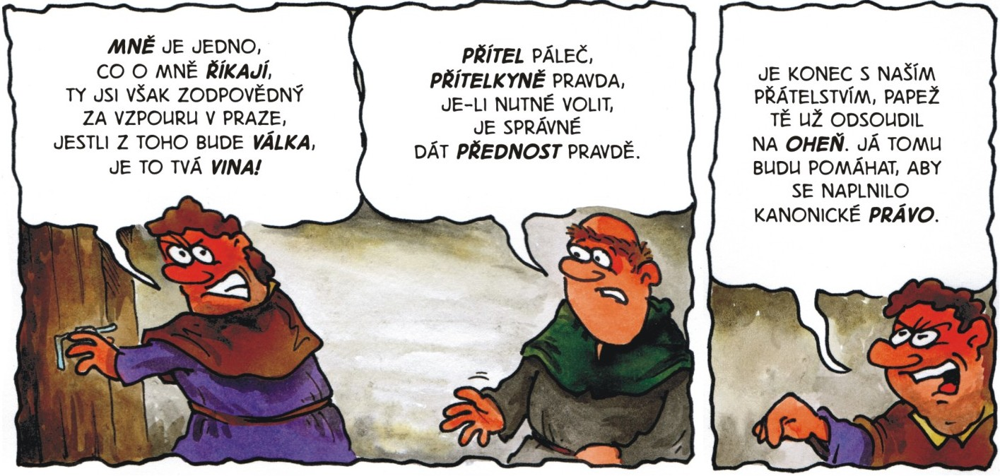 MNĚ JE JEDNO,
CO O MNĚ ŘÍKAJÍ,
TY JSI VŠAK ZODPOVĚDNÝ
ZA VZPOURU V PRAZE,
JESTLI Z TOHO BUDE VÁLKA,
JE TO TVÁ VINA!
PŘÍTEL PÁLEČ,
PŘÍTELKYNĚ PRAVDA,
JE-LI NUTNÉ VOLIT,
JE SPRÁVNÉ
DÁT PŘEDNOST PRAVDĚ.
JE KONEC S NAŠÍM
PŘÁTELSTVÍM, PAPEŽ
TĚ UŽ ODSOUDIL
NA OHEŇ. JÁ TOMU
BUDU POMÁHAT, ABY
SE NAPLNILO
KANONICKÉ PRÁVO.